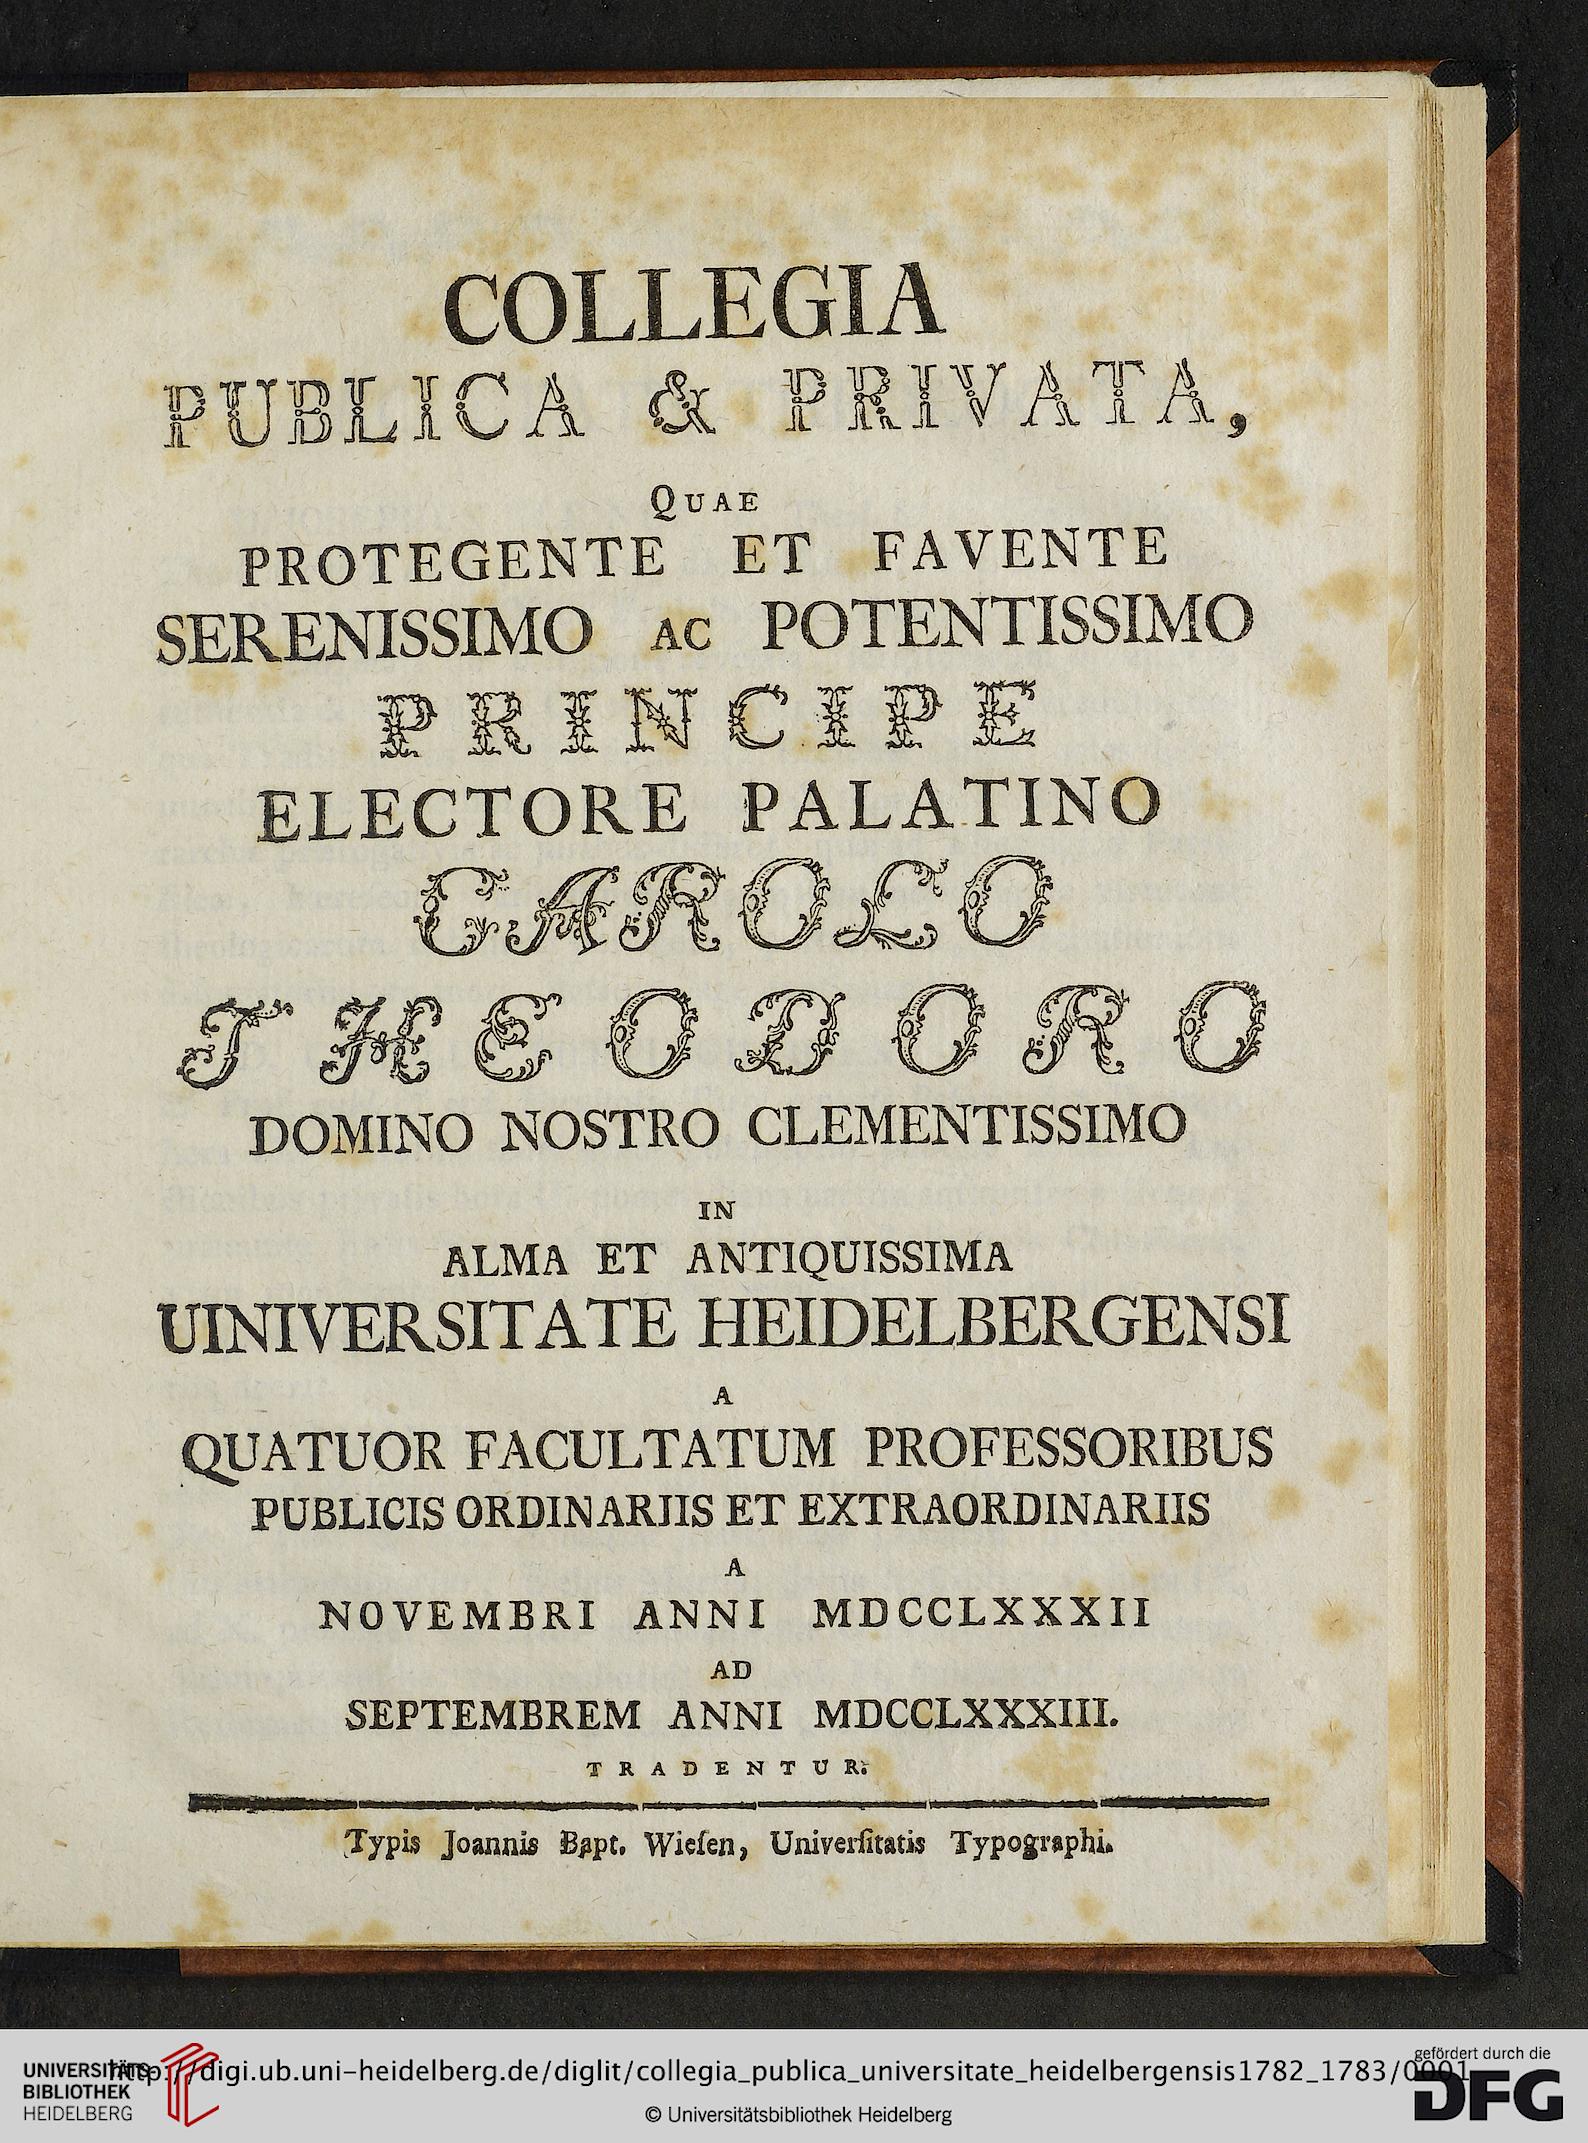 COLLEGIA
PUBLICA & PRIVATA,
QUAE
PROTEGENTE ET FAVENTE
SERENISSIMO AC POTENTISSIMO
PRINCIPE
ELECTORE PALATINO
CAROLO
THEODORO
DOMINO NOSTRO CLEMENTISSIMO
IN
ALMA ET ANTIQUISSIMA
UINIVERSITATE HEIDELBERGENSI
A
QUATUOR FACULTATUM PROFESSORIBUS
PUBLICIS ORDINARIIS ET EXTRAORDINARIIS
A
NOVEMBRI ANNI MDCCLXXXII
AD
SEPTEMBREM ANNI MDCCLXXXIII.
TRADENTUR.
Typis Joannis Bapt. Wieſen, Univerſitatis Typographi.
UNIVERSITÄTS-
BIBLIOTHEK
HEIDELBERG
http://digi.ub.uni-heidelberg.de/diglit/collegia_publica_universitate_heidelbergensis1782_1783/0001
© Universitätsbibliothek Heidelberg
gefördert durch die
DFG